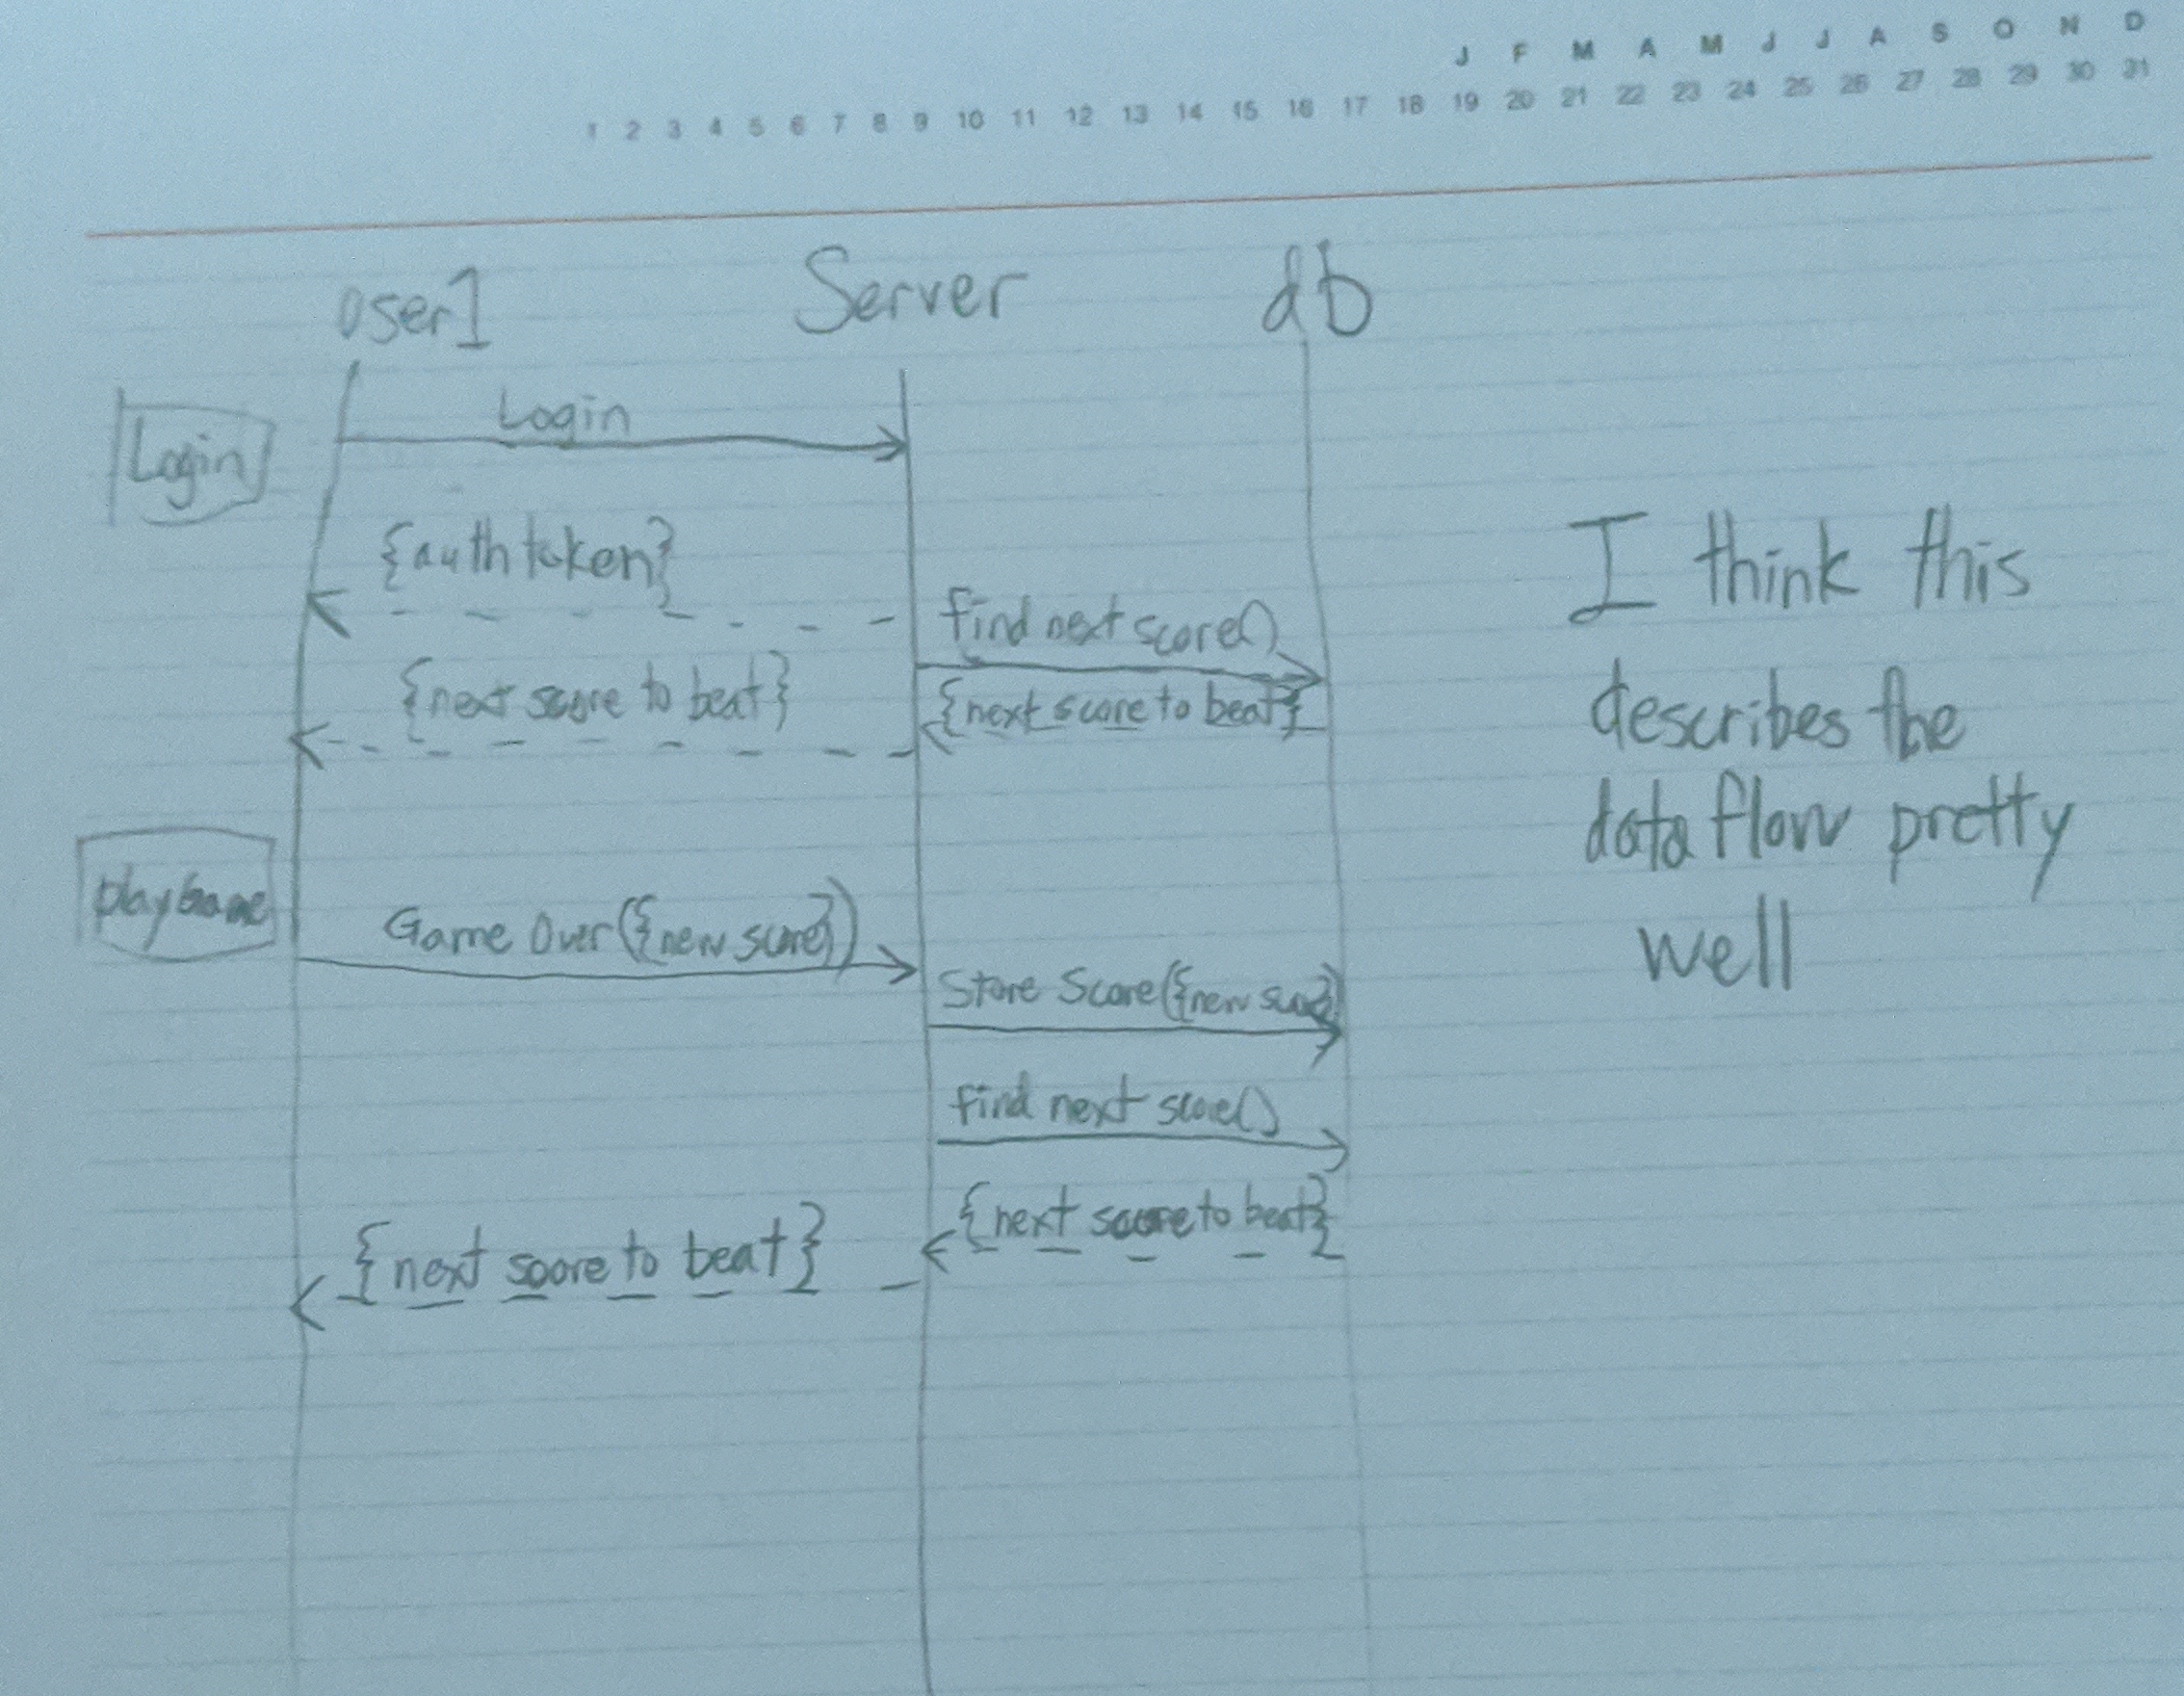 J F M A M J J A S O N D
1 2 3 4 5 6 7 8 9 10 11 12 13 14 15 16 17 18 19 20 21 22 23 24 25 26 27 28 29 30 31
User1 Server db
Login
Login
{auth token}
find next score()
{next score to beat}
{next score to beat}
play Game
Game Over({new score})
Store Score({new score})
find next score()
{next score to beat}
{next score to beat}
I think this
describes the
data flow pretty
well